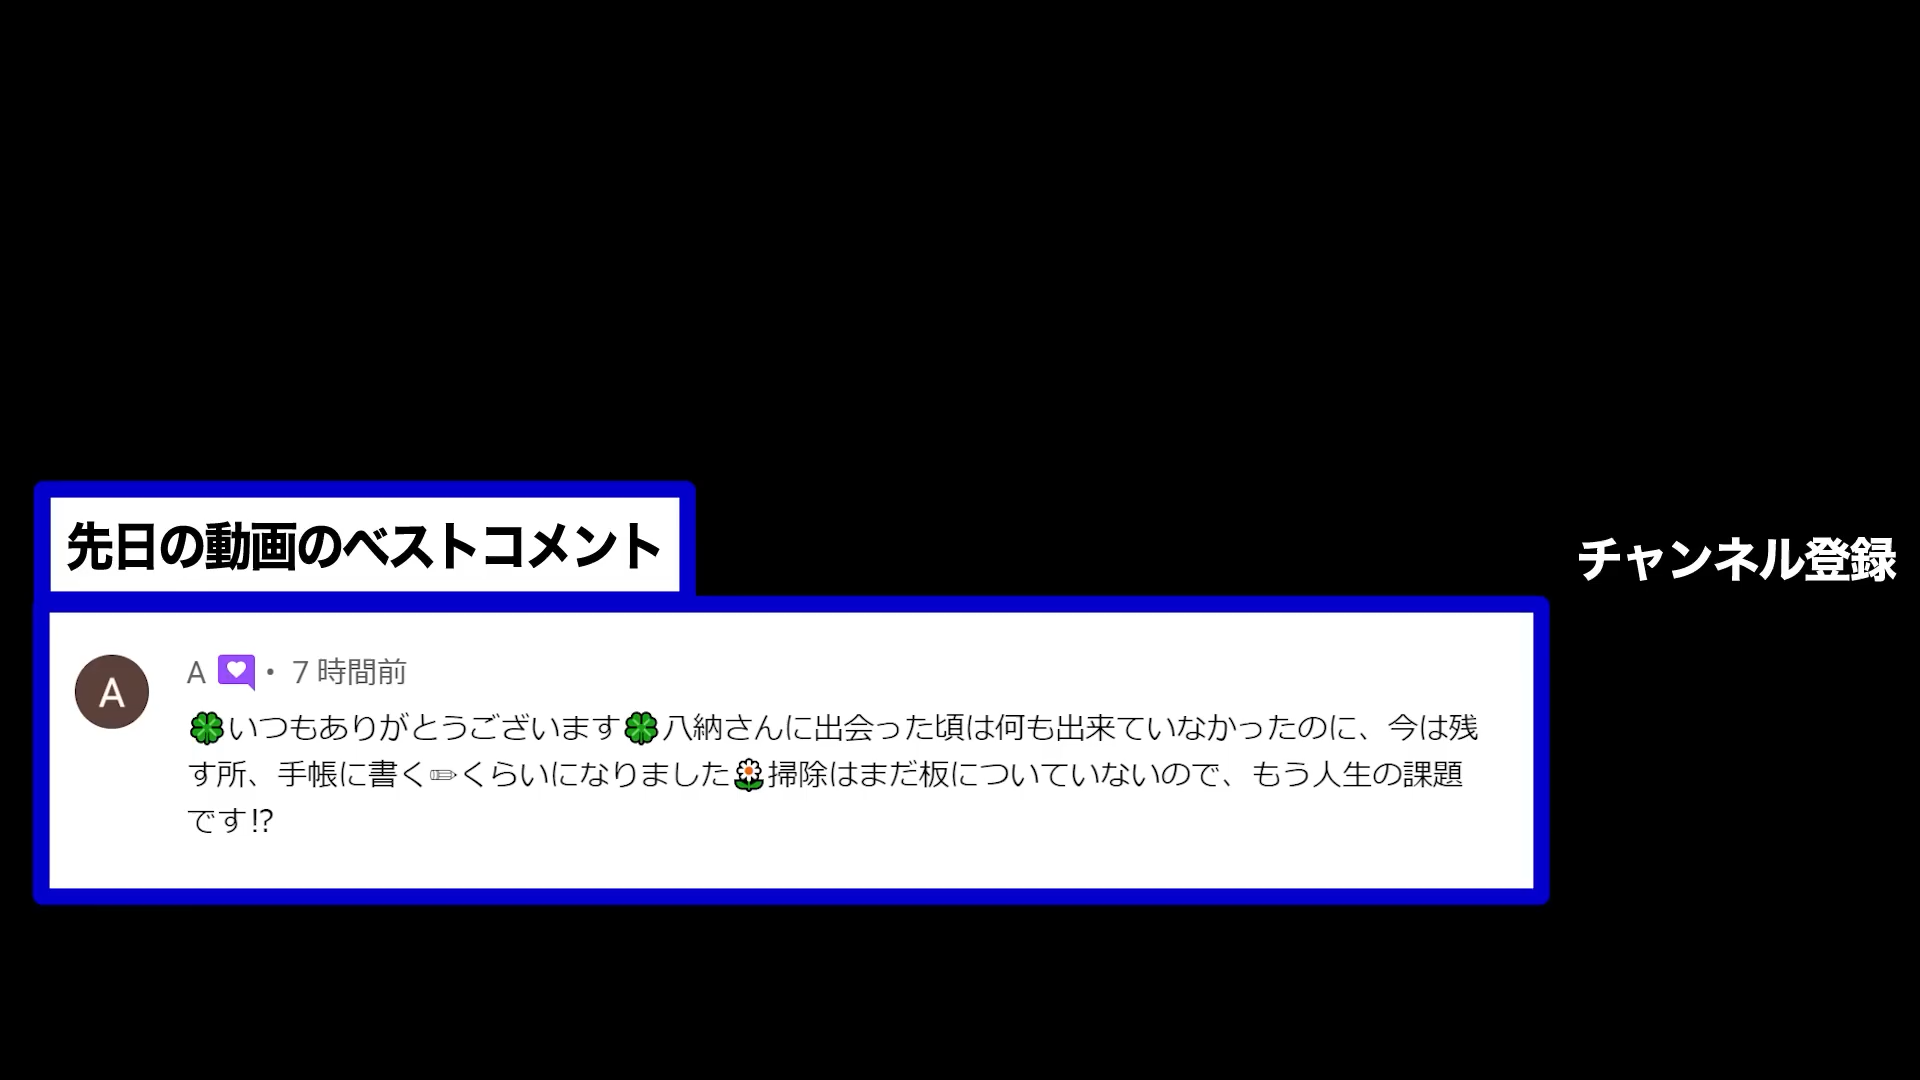 先日の動画のベストコメント
チャンネル登録
A
A 💜・ 7 時間前
🍀いつもありがとうございます🍀八納さんに出会った頃は何も出来ていなかったのに、今は残
す所、手帳に書く✏くらいになりました🌼掃除はまだ板についていないので、もう人生の課題
です⁉